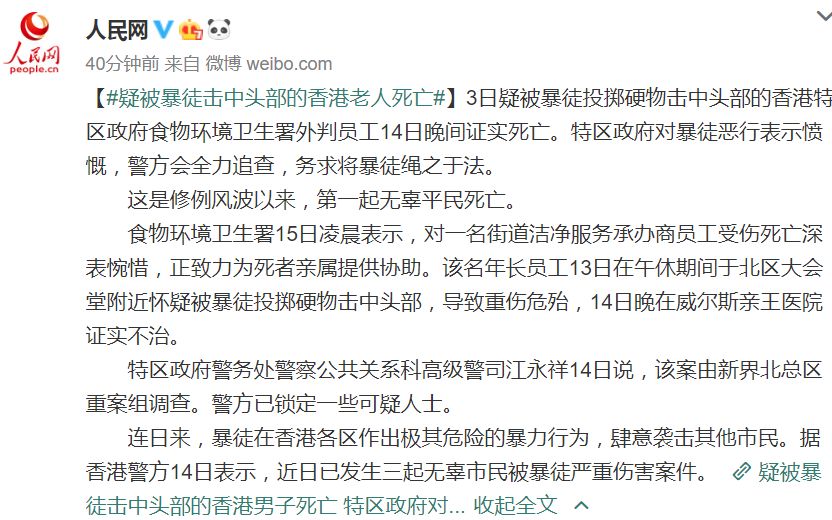 人民网
people.cn
人民网
40分钟前 来自 微博 weibo.com
【#疑被暴徒击中头部的香港老人死亡#】3日疑被暴徒投掷硬物击中头部的香港特
区政府食物环境卫生署外判员工14日晚间证实死亡。特区政府对暴徒恶行表示愤
慨，警方会全力追查，务求将暴徒绳之于法。
这是修例风波以来，第一起无辜平民死亡。
食物环境卫生署15日凌晨表示，对一名街道洁净服务承办商员工受伤死亡深
表惋惜，正致力为死者亲属提供协助。该名年长员工13日在午休期间于北区大会
堂附近怀疑被暴徒投掷硬物击中头部，导致重伤危殆，14日晚在威尔斯亲王医院
证实不治。
特区政府警务处警察公共关系科高级警司江永祥14日说，该案由新界北总区
重案组调查。警方已锁定一些可疑人士。
连日来，暴徒在香港各区作出极其危险的暴力行为，肆意袭击其他市民。据
香港警方14日表示，近日已发生三起无辜市民被暴徒严重伤害案件。 疑被暴
徒击中头部的香港男子死亡 特区政府对... 收起全文